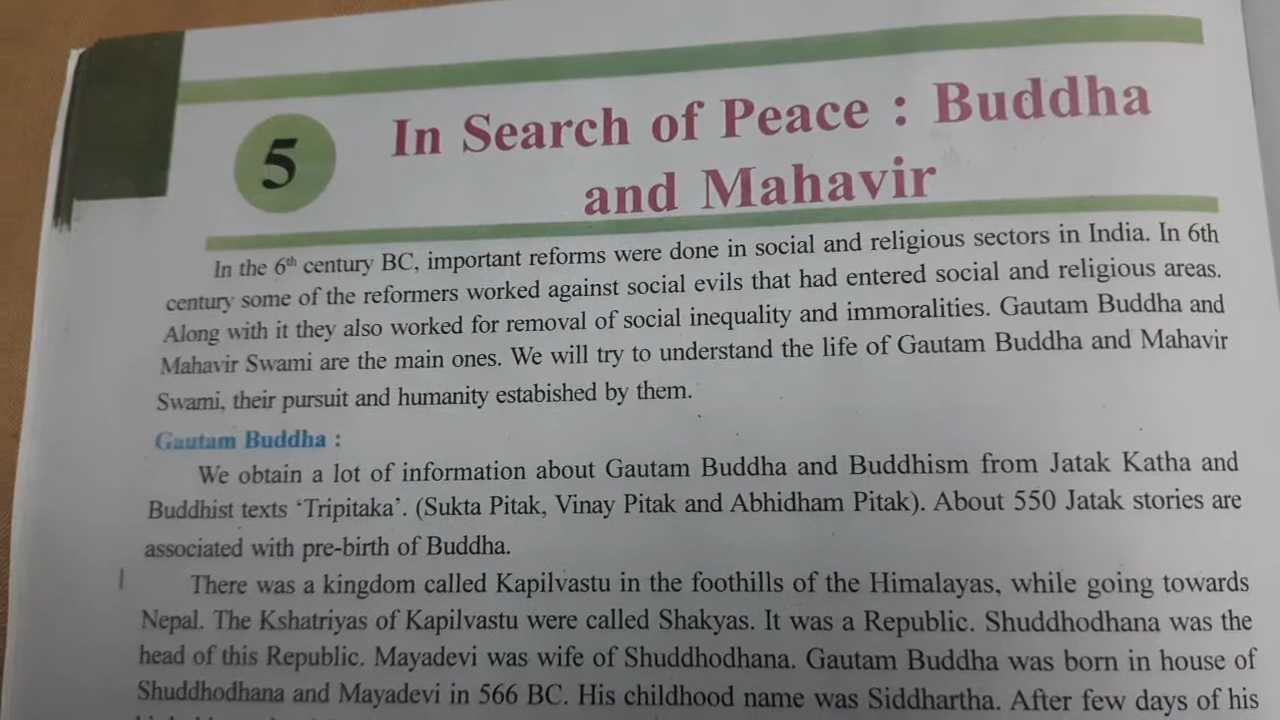 5
In Search of Peace : Buddha
and Mahavir
In the 6th century BC, important reforms were done in social and religious sectors in India. In 6th
century some of the reformers worked against social evils that had entered social and religious areas.
Along with it they also worked for removal of social inequality and immoralities. Gautam Buddha and
Mahavir Swami are the main ones. We will try to understand the life of Gautam Buddha and Mahavir
Swami, their pursuit and humanity estabished by them.
Gautam Buddha :
We obtain a lot of information about Gautam Buddha and Buddhism from Jatak Katha and
Buddhist texts ‘Tripitaka’. (Sukta Pitak, Vinay Pitak and Abhidham Pitak). About 550 Jatak stories are
associated with pre-birth of Buddha.
There was a kingdom called Kapilvastu in the foothills of the Himalayas, while going towards
Nepal. The Kshatriyas of Kapilvastu were called Shakyas. It was a Republic. Shuddhodhana was the
head of this Republic. Mayadevi was wife of Shuddhodhana. Gautam Buddha was born in house of
Shuddhodhana and Mayadevi in 566 BC. His childhood name was Siddhartha. After few days of his